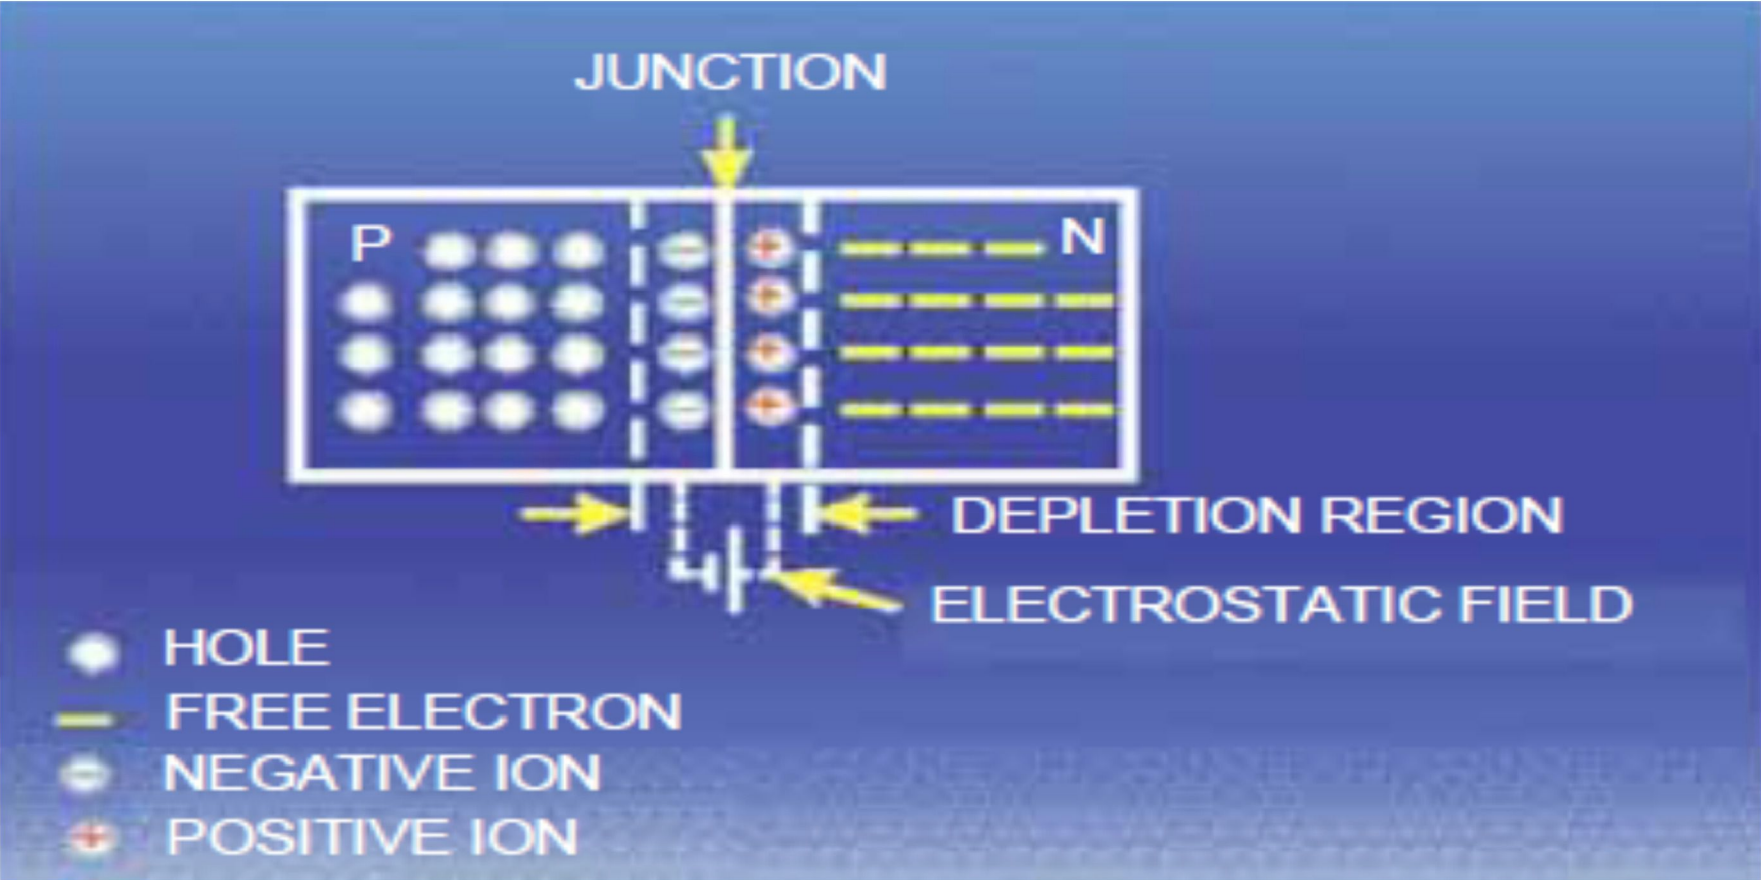 JUNCTION
P
N
DEPLETION REGION
ELECTROSTATIC FIELD
HOLE
FREE ELECTRON
NEGATIVE ION
POSITIVE ION